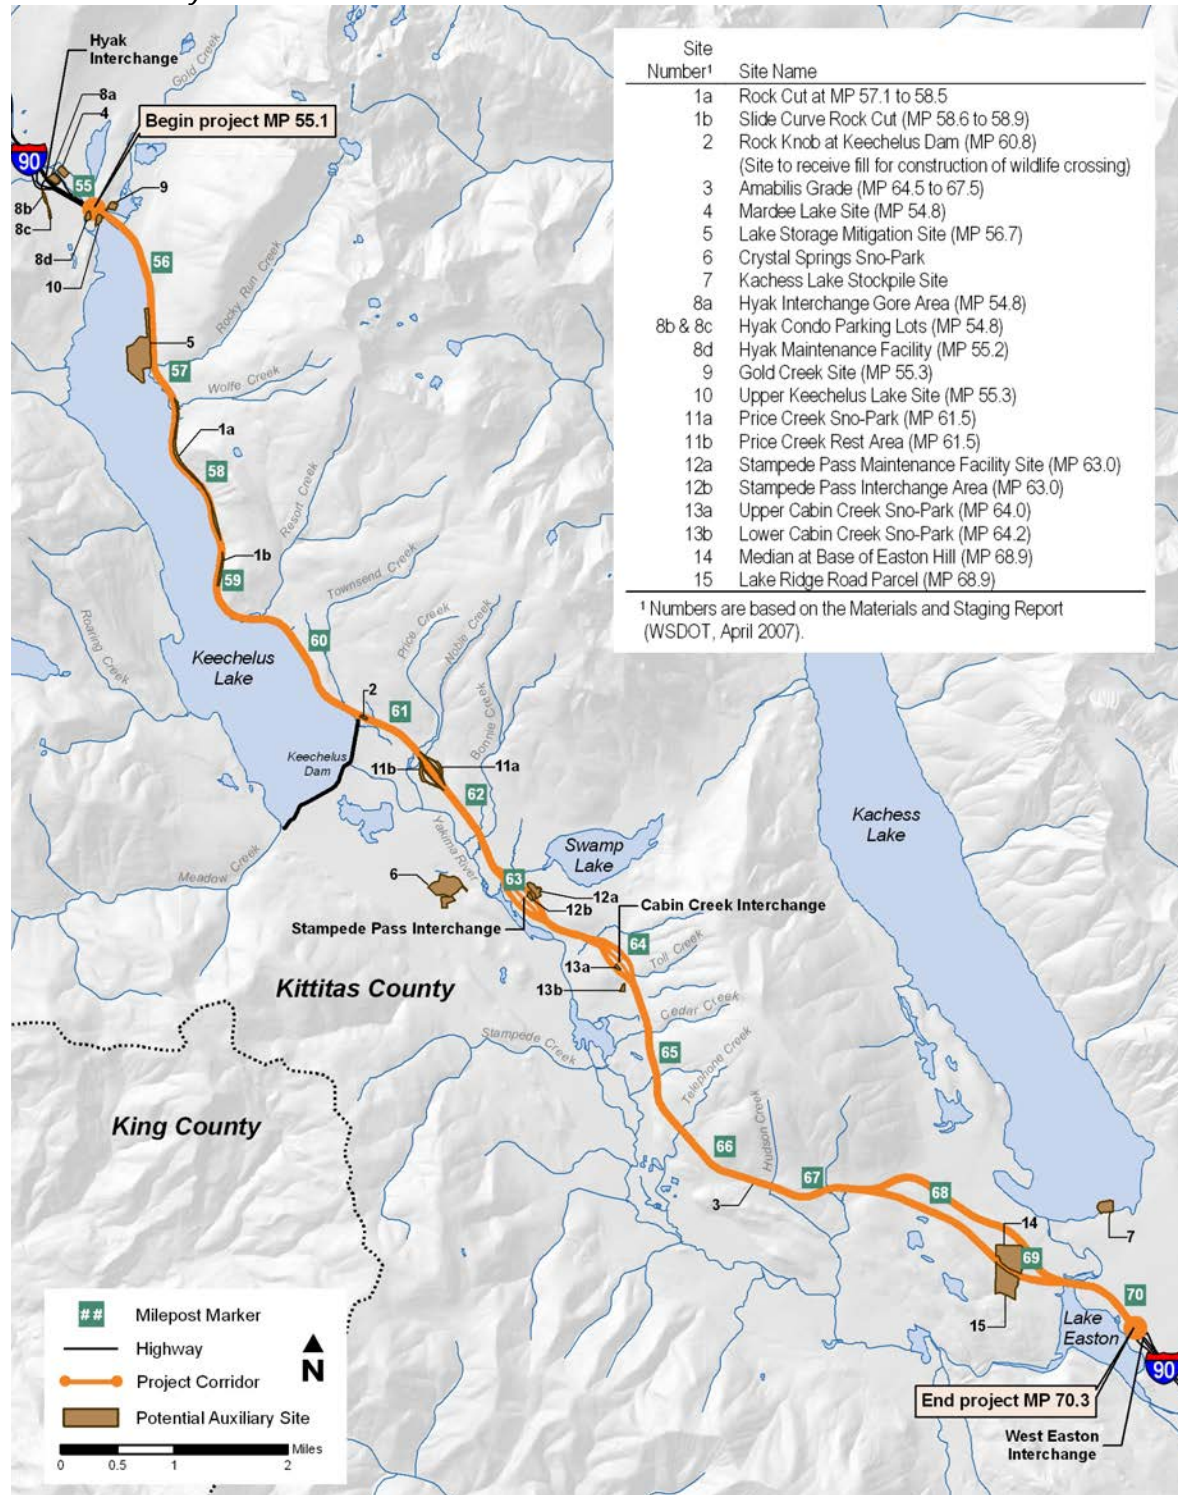 Hyak
Interchange
Gold Creek
8a
4
Begin project MP 55.1
90
55
9
8b
8c
8d
10
56
Rocky Run Creek
5
57
Wolfe Creek
1a
58
Resort Creek
1b
59
Townsend Creek
Roaring Creek
60
Price Creek
Noble Creek
Keechelus
Lake
2
61
Bonnie Creek
Keechelus
Dam
11b
11a
62
Yakima River
Swamp
Lake
Kachess
Lake
Meadow Creek
6
63
12a
12b
Cabin Creek Interchange
Stampede Pass Interchange
64
Toll Creek
13a
13b
Kittitas County
Cedar Creek
Stampede Creek
65
Telephone Creek
King County
Hudson Creek
66
67
3
68
7
14
69
15
70
Lake
Easton
90
End project MP 70.3
West Easton
Interchange
Site
Number¹ Site Name
1a Rock Cut at MP 57.1 to 58.5
1b Slide Curve Rock Cut (MP 58.6 to 58.9)
2 Rock Knob at Keechelus Dam (MP 60.8)
(Site to receive fill for construction of wildlife crossing)
3 Amabilis Grade (MP 64.5 to 67.5)
4 Mardee Lake Site (MP 54.8)
5 Lake Storage Mitigation Site (MP 56.7)
6 Crystal Springs Sno-Park
7 Kachess Lake Stockpile Site
8a Hyak Interchange Gore Area (MP 54.8)
8b & 8c Hyak Condo Parking Lots (MP 54.8)
8d Hyak Maintenance Facility (MP 55.2)
9 Gold Creek Site (MP 55.3)
10 Upper Keechelus Lake Site (MP 55.3)
11a Price Creek Sno-Park (MP 61.5)
11b Price Creek Rest Area (MP 61.5)
12a Stampede Pass Maintenance Facility Site (MP 63.0)
12b Stampede Pass Interchange Area (MP 63.0)
13a Upper Cabin Creek Sno-Park (MP 64.0)
13b Lower Cabin Creek Sno-Park (MP 64.2)
14 Median at Base of Easton Hill (MP 68.9)
15 Lake Ridge Road Parcel (MP 68.9)
¹ Numbers are based on the Materials and Staging Report
(WSDOT, April 2007).
## Milepost Marker
Highway
Project Corridor
N
Potential Auxiliary Site
Miles
0 0.5 1 2